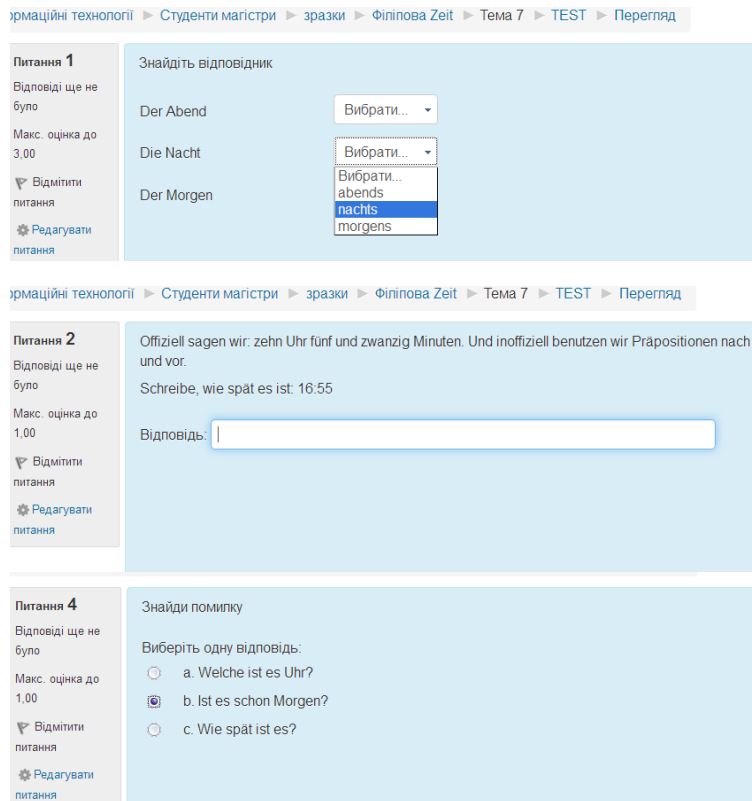 ормаційні технології ► Студенти магістри ► зразки ► Філіпова Zeit ► Тема 7 ► TEST ► Перегляд
Питання 1
Відповіді ще не
було
Макс. оцінка до
3,00
Відмітити
питання
Редагувати
питання
Знайдіть відповідник
Der Abend Вибрати...
Die Nacht Вибрати...
Вибрати...
abends
nachts
morgens
Der Morgen
ормаційні технології ► Студенти магістри ► зразки ► Філіпова Zeit ► Тема 7 ► TEST ► Перегляд
Питання 2
Відповіді ще не
було
Макс. оцінка до
1,00
Відмітити
питання
Редагувати
питання
Offiziell sagen wir: zehn Uhr fünf und zwanzig Minuten. Und inoffiziell benutzen wir Präpositionen nach
und vor.
Schreibe, wie spät es ist: 16:55
Відповідь:
Питання 4
Відповіді ще не
було
Макс. оцінка до
1,00
Відмітити
питання
Редагувати
питання
Знайди помилку
Виберіть одну відповідь:
a. Welche ist es Uhr?
b. Ist es schon Morgen?
c. Wie spät ist es?